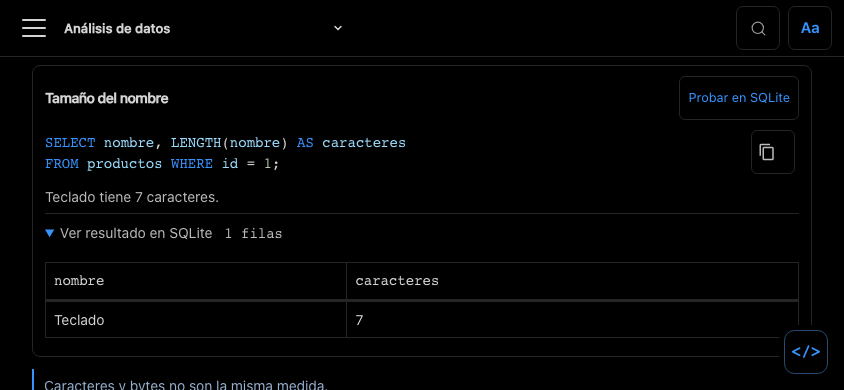 Análisis de datos
Aa
Tamaño del nombre
Probar en SQLite
SELECT nombre, LENGTH(nombre) AS caracteres
FROM productos WHERE id = 1;
Teclado tiene 7 caracteres.
Ver resultado en SQLite 1 filas
nombre caracteres
Teclado 7
</>
Caracteres y bytes no son la misma medida.